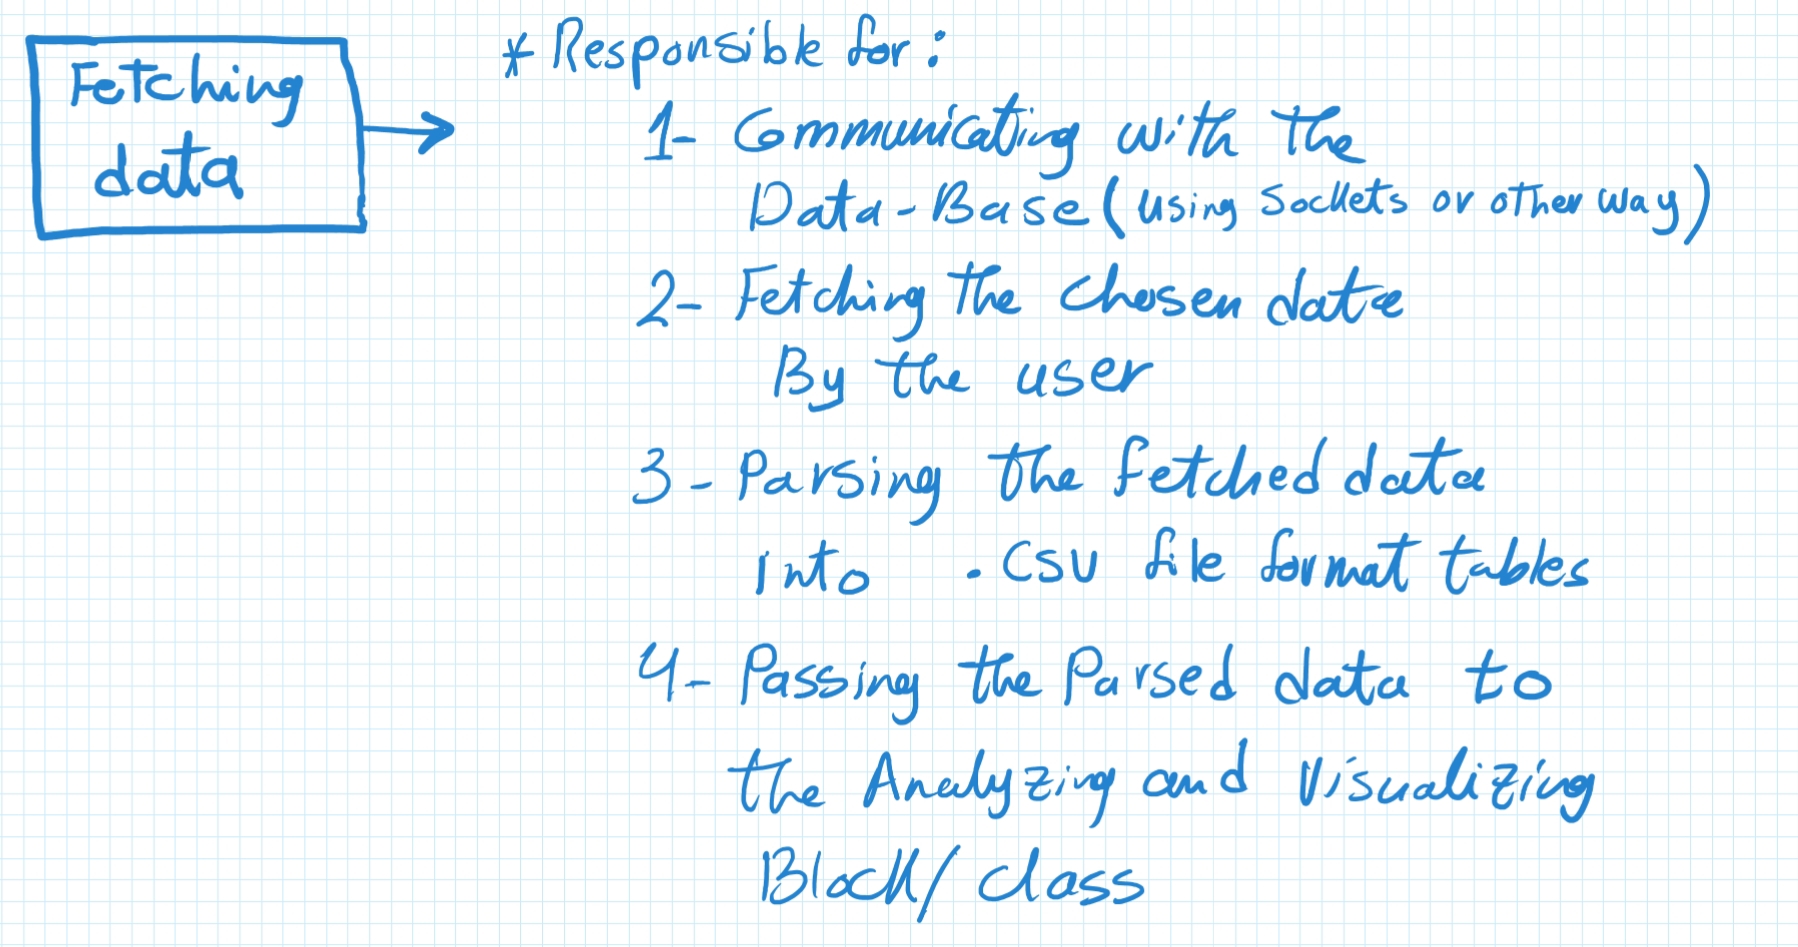 Fetching
data
* Responsible for:
1- Communicating with the
Data-Base (using Sockets or other way)
2- Fetching the chosen data
By the user
3- Parsing the fetched data
into .CSV file format tables
4- Passing the Parsed data to
the Analyzing and Visualizing
Block/class